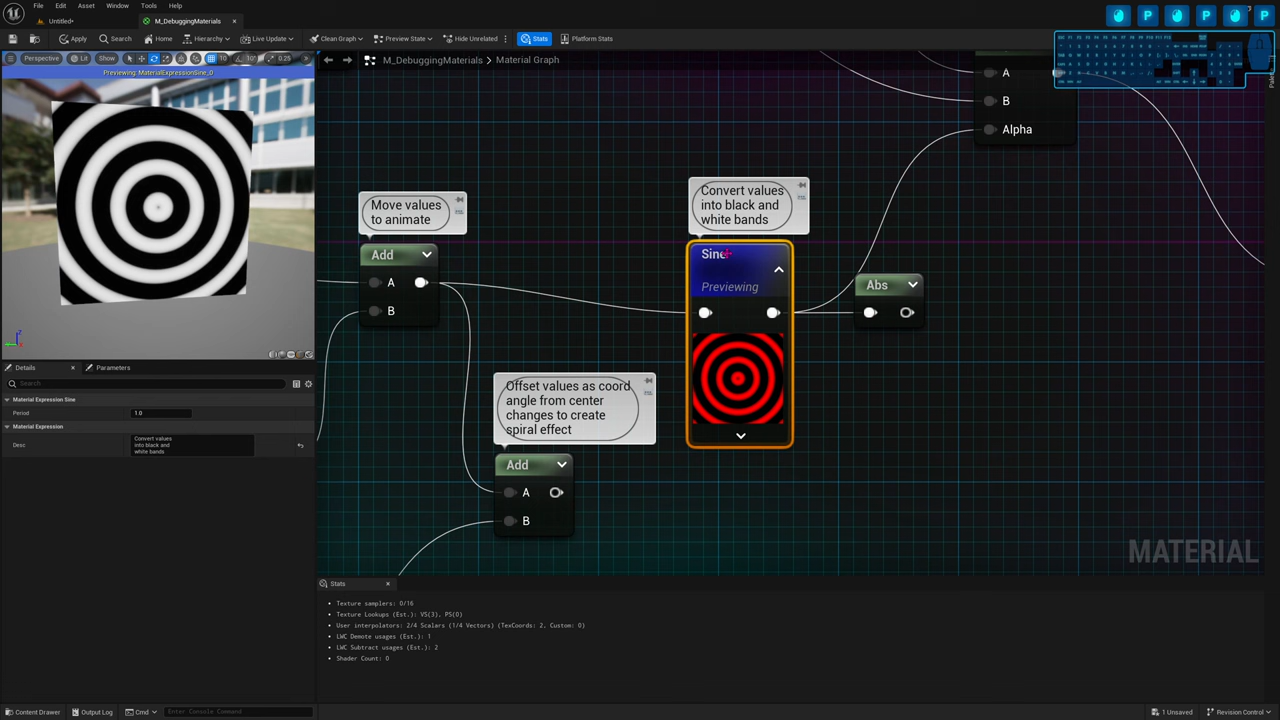 File Edit Asset Window Tools Help
Untitled*
M_DebuggingMaterials
P P P
Apply Search Home Hierarchy Live Update Clean Graph Preview State Hide Unrelated Stats Platform Stats
Perspective Lit Show 10° 0.25
Previewing: MaterialExpressionSine_0
M_DebuggingMaterials > Material Graph
A
B
Alpha
Move values
to animate
Add
A
B
Convert values
into black and
white bands
Sine
Previewing
Abs
Offset values as coord
angle from center
changes to create
spiral effect
Add
A
B
MATERIAL
Details Parameters
Search
Material Expression Sine
Period 1.0
Material Expression
Desc
Convert values
into black and
white bands
Stats
Texture samplers: 0/16
Texture Lookups (Est.): VS(3), PS(0)
User interpolators: 2/4 Scalars (1/4 Vectors) (TexCoords: 2, Custom: 0)
LWC Demote usages (Est.): 1
LWC Subtract usages (Est.): 2
Shader Count: 0
Content Drawer Output Log Cmd Enter Console Command 1 Unsaved Revision Control